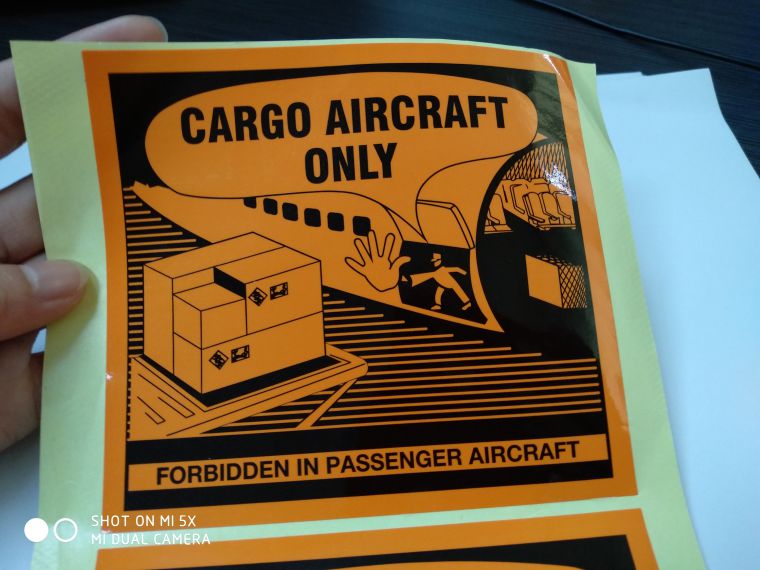 CARGO AIRCRAFT
ONLY
FORBIDDEN IN PASSENGER AIRCRAFT
SHOT ON MI 5X
MI DUAL CAMERA